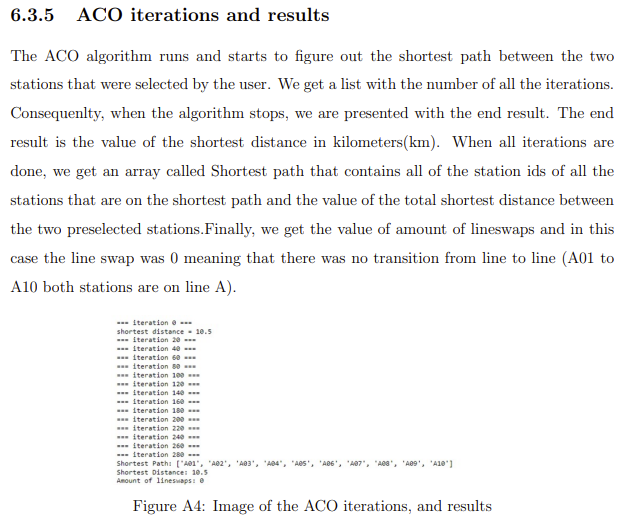 6.3.5 ACO iterations and results
The ACO algorithm runs and starts to figure out the shortest path between the two
stations that were selected by the user. We get a list with the number of all the iterations.
Consequenlty, when the algorithm stops, we are presented with the end result. The end
result is the value of the shortest distance in kilometers(km). When all iterations are
done, we get an array called Shortest path that contains all of the station ids of all the
stations that are on the shortest path and the value of the total shortest distance between
the two preselected stations.Finally, we get the value of amount of lineswaps and in this
case the line swap was 0 meaning that there was no transition from line to line (A01 to
A10 both stations are on line A).
=== iteration 0 ===
shortest distance = 10.5
=== iteration 20 ===
=== iteration 40 ===
=== iteration 60 ===
=== iteration 80 ===
=== iteration 100 ===
=== iteration 120 ===
=== iteration 140 ===
=== iteration 160 ===
=== iteration 180 ===
=== iteration 200 ===
=== iteration 220 ===
=== iteration 240 ===
=== iteration 260 ===
=== iteration 280 ===
Shortest Path: ['A01', 'A02', 'A03', 'A04', 'A05', 'A06', 'A07', 'A08', 'A09', 'A10']
Shortest Distance: 10.5
Amount of lineswaps: 0
Figure A4: Image of the ACO iterations, and results